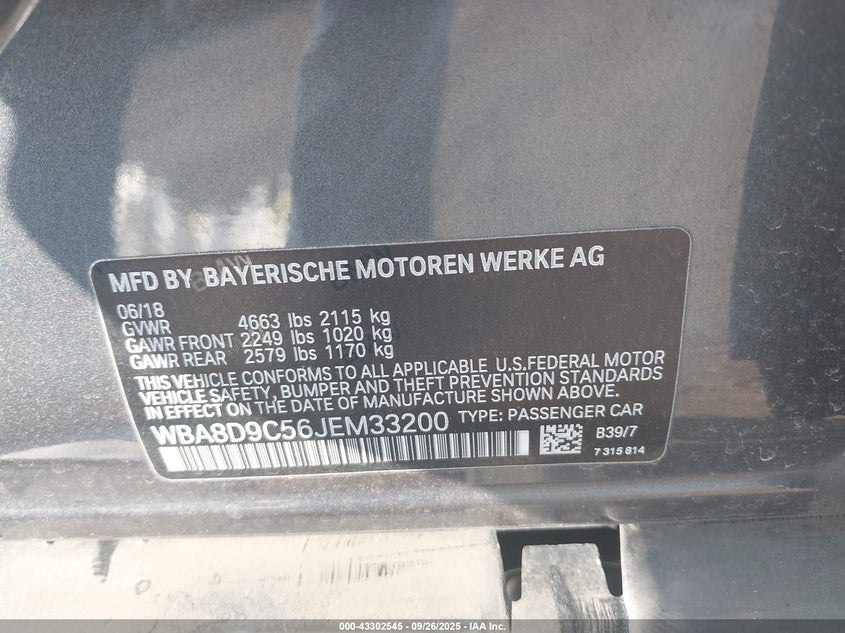 MFD BY BAYERISCHE MOTOREN WERKE AG
06/18
GVWR 4663 lbs 2115 kg
GAWR FRONT 2249 lbs 1020 kg
GAWR REAR 2579 lbs 1170 kg
THIS VEHICLE CONFORMS TO ALL APPLICABLE U.S.FEDERAL MOTOR
VEHICLE SAFETY, BUMPER AND THEFT PREVENTION STANDARDS
IN EFFECT ON THE DATE OF MANUFACTURE SHOWN ABOVE.
WBA8D9C56JEM33200 TYPE: PASSENGER CAR
B39/7
7 315 814
000-43302545 - 09/26/2025 - IAA Inc.